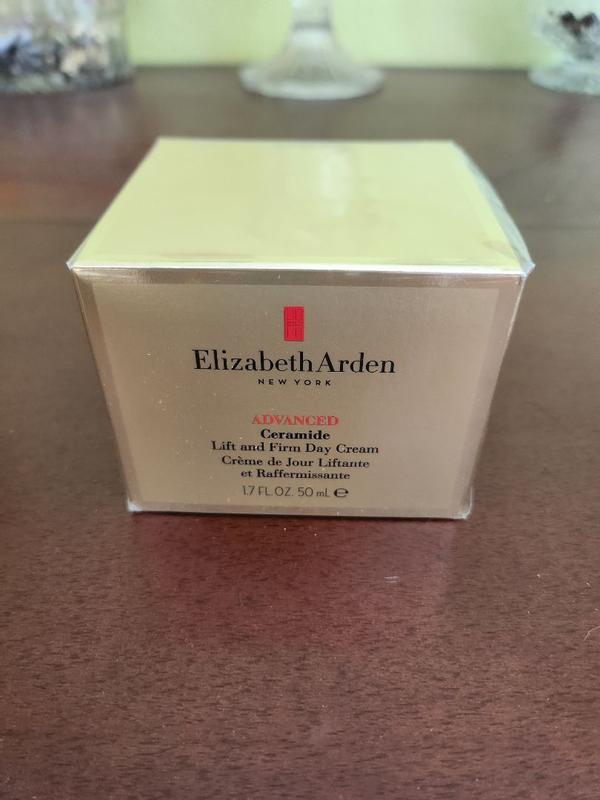 Elizabeth Arden
NEW YORK
ADVANCED
Ceramide
Lift and Firm Day Cream
Crème de Jour Liftante
et Raffermissante
1.7 FL.OZ. 50 mL ℮